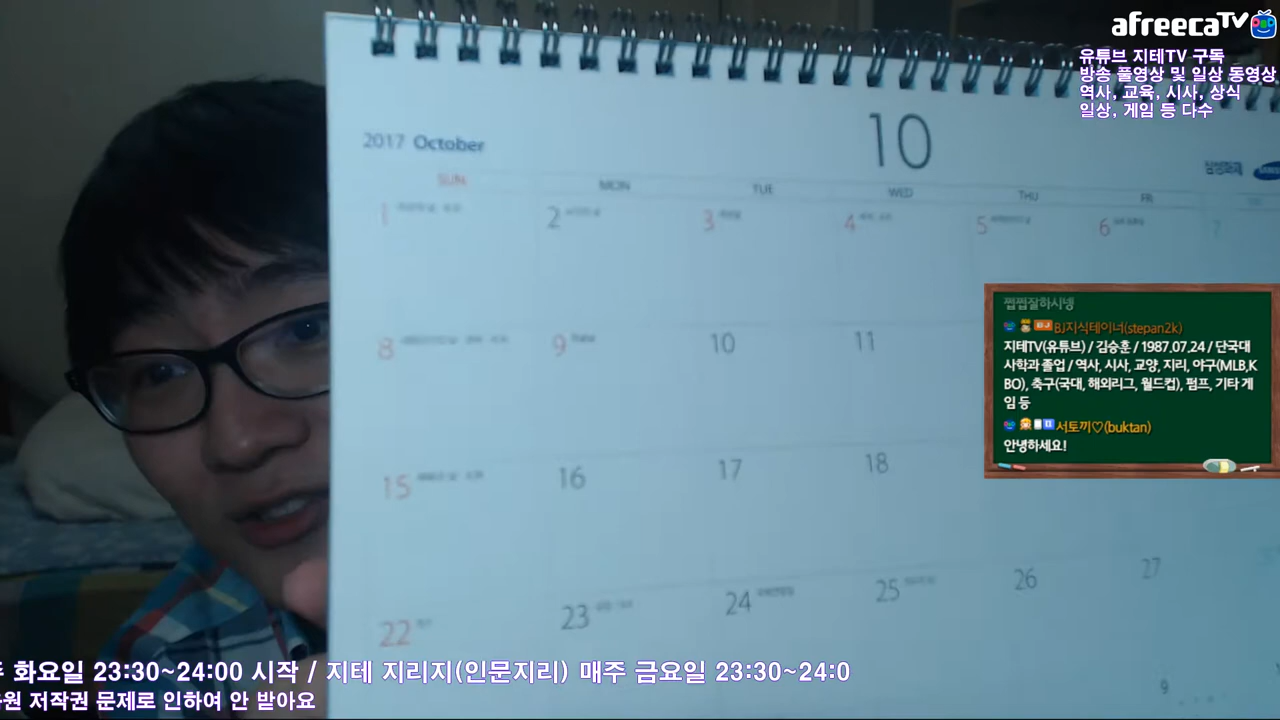 afreecaTV
유튜브 지테TV 구독
방송 풀영상 및 일상 동영상
역사, 교육, 시사, 상식
일상, 게임 등 다수
2017 October
10
삼성화재
SUN MON TUE WED THU FRI
1 2 3 4 5 6 7
8 9 10 11
15 16 17 18
22 23 24 25 26 27
9
쩝쩝잘하시넹
BJ BJ지식테이너(stepan2k)
지테TV(유튜브) / 김승훈 / 1987.07.24 / 단국대
사학과 졸업 / 역사, 시사, 교양, 지리, 야구(MLB,K
BO), 축구(국대, 해외리그, 월드컵), 펌프, 기타 게
임 등
서토끼♡(buktan)
안녕하세요!
화요일 23:30~24:00 시작 / 지테 지리지(인문지리) 매주 금요일 23:30~24:0
원 저작권 문제로 인하여 안 받아요